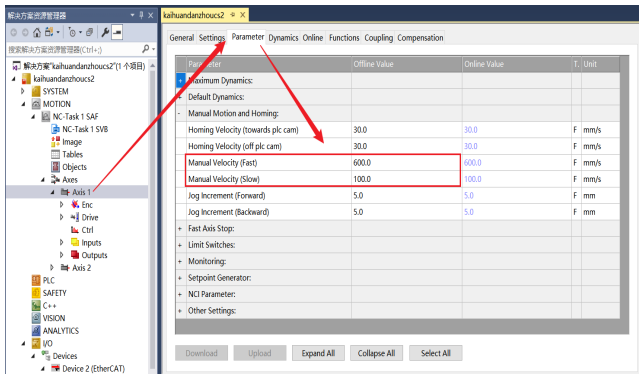 解决方案资源管理器
搜索解决方案资源管理器(Ctrl+;)
解决方案"kaihuandanzhoucs2"(1 个项目)
kaihuandanzhoucs2
SYSTEM
MOTION
NC-Task 1 SAF
NC-Task 1 SVB
Image
Tables
Objects
Axes
Axis 1
Enc
Drive
Ctrl
Inputs
Outputs
Axis 2
PLC
SAFETY
C++
VISION
ANALYTICS
I/O
Devices
Device 2 (EtherCAT)
kaihuandanzhoucs2
General Settings Parameter Dynamics Online Functions Coupling Compensation
Parameter Offline Value Online Value T. Unit
+ Maximum Dynamics:
+ Default Dynamics:
- Manual Motion and Homing:
Homing Velocity (towards plc cam) 30.0 30.0 F mm/s
Homing Velocity (off plc cam) 30.0 30.0 F mm/s
Manual Velocity (Fast) 600.0 600.0 F mm/s
Manual Velocity (Slow) 100.0 100.0 F mm/s
Jog Increment (Forward) 5.0 5.0 F mm
Jog Increment (Backward) 5.0 5.0 F mm
+ Fast Axis Stop:
+ Limit Switches:
+ Monitoring:
+ Setpoint Generator:
+ NCI Parameter:
+ Other Settings:
Download Upload Expand All Collapse All Select All